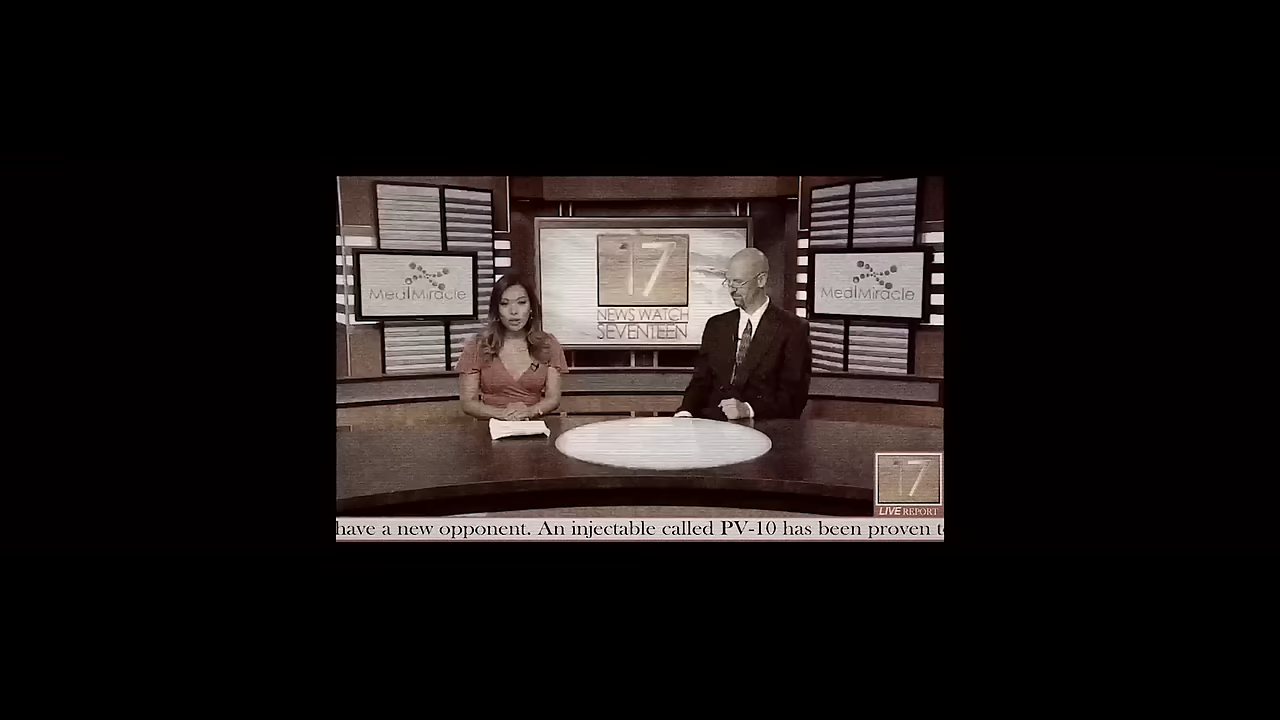 MediMiracle
17
NEWS WATCH
SEVENTEEN
MediMiracle
17
LIVE REPORT
have a new opponent. An injectable called PV-10 has been proven t